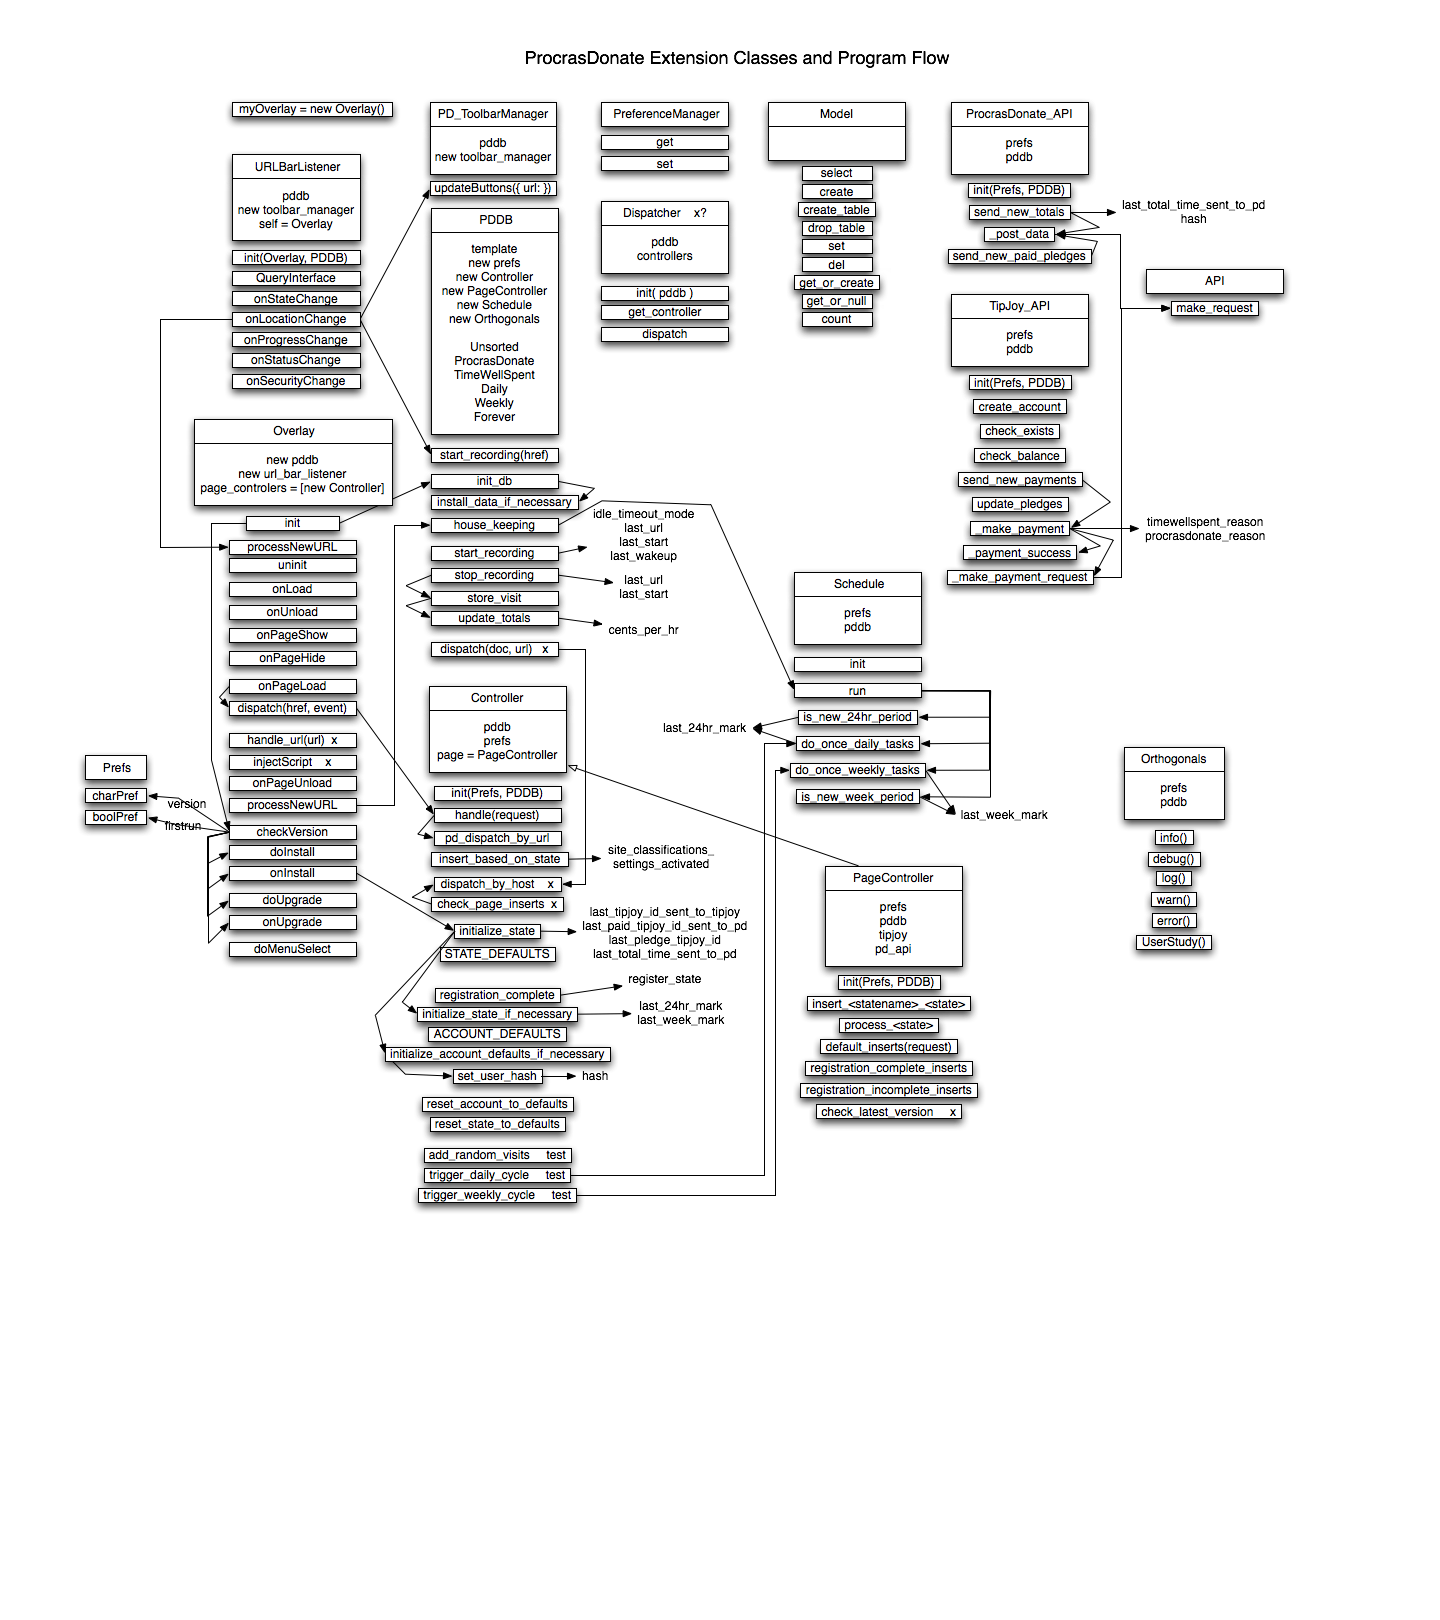 ProcrasDonate Extension Classes and Program Flow
myOverlay = new Overlay()
URLBarListener
pddb
new toolbar_manager
self = Overlay
init(Overlay, PDDB)
QueryInterface
onStateChange
onLocationChange
onProgressChange
onStatusChange
onSecurityChange
Overlay
new pddb
new url_bar_listener
page_controlers = [new Controller]
init
processNewURL
uninit
onLoad
onUnload
onPageShow
onPageHide
onPageLoad
dispatch(href, event)
handle_url(url) x
injectScript x
onPageUnload
processNewURL
checkVersion
doInstall
onInstall
doUpgrade
onUpgrade
doMenuSelect
Prefs
charPref
boolPref
version
firstrun
PD_ToolbarManager
pddb
new toolbar_manager
updateButtons({ url: })
PDDB
template
new prefs
new Controller
new PageController
new Schedule
new Orthogonals
Unsorted
ProcrasDonate
TimeWellSpent
Daily
Weekly
Forever
start_recording(href)
init_db
install_data_if_necessary
house_keeping
start_recording
stop_recording
store_visit
update_totals
dispatch(doc, url) x
idle_timeout_mode
last_url
last_start
last_wakeup
last_url
last_start
cents_per_hr
Controller
pddb
prefs
page = PageController
init(Prefs, PDDB)
handle(request)
pd_dispatch_by_url
insert_based_on_state
dispatch_by_host x
check_page_inserts x
initialize_state
STATE_DEFAULTS
registration_complete
initialize_state_if_necessary
ACCOUNT_DEFAULTS
initialize_account_defaults_if_necessary
set_user_hash
reset_account_to_defaults
reset_state_to_defaults
add_random_visits test
trigger_daily_cycle test
trigger_weekly_cycle test
site_classifications_
settings_activated
last_tipjoy_id_sent_to_tipjoy
last_paid_tipjoy_id_sent_to_pd
last_pledge_tipjoy_id
last_total_time_sent_to_pd
register_state
last_24hr_mark
last_week_mark
hash
PreferenceManager
get
set
Dispatcher x?
pddb
controllers
init( pddb )
get_controller
dispatch
Model
select
create
create_table
drop_table
set
del
get_or_create
get_or_null
count
Schedule
prefs
pddb
init
run
is_new_24hr_period
do_once_daily_tasks
do_once_weekly_tasks
is_new_week_period
last_24hr_mark
last_week_mark
PageController
prefs
pddb
tipjoy
pd_api
init(Prefs, PDDB)
insert_<statename>_<state>
process_<state>
default_inserts(request)
registration_complete_inserts
registration_incomplete_inserts
check_latest_version x
ProcrasDonate_API
prefs
pddb
init(Prefs, PDDB)
send_new_totals
_post_data
send_new_paid_pledges
last_total_time_sent_to_pd
hash
TipJoy_API
prefs
pddb
init(Prefs, PDDB)
create_account
check_exists
check_balance
send_new_payments
update_pledges
_make_payment
_payment_success
_make_payment_request
timewellspent_reason
procrasdonate_reason
API
make_request
Orthogonals
prefs
pddb
info()
debug()
log()
warn()
error()
UserStudy()